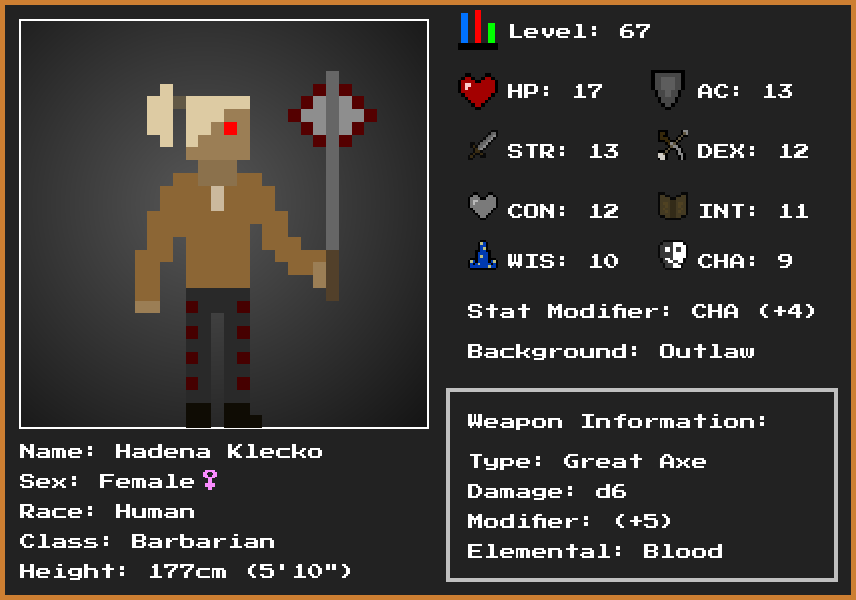 Level: 67
HP: 17
AC: 13
STR: 13
DEX: 12
CON: 12
INT: 11
WIS: 10
CHA: 9
Stat Modifier: CHA (+4)
Background: Outlaw
Weapon Information:
Type: Great Axe
Damage: d6
Modifier: (+5)
Elemental: Blood
Name: Hadena Klecko
Sex: Female♀
Race: Human
Class: Barbarian
Height: 177cm (5'10")